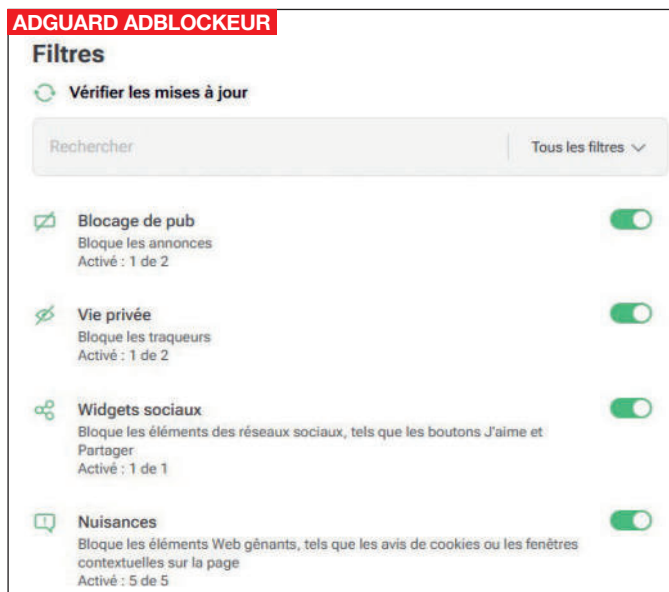 ADGUARD ADBLOCKEUR
Filtres
Vérifier les mises à jour
Rechercher
Tous les filtres
Blocage de pub
Bloque les annonces
Activé : 1 de 2
Vie privée
Bloque les traqueurs
Activé : 1 de 2
Widgets sociaux
Bloque les éléments des réseaux sociaux, tels que les boutons J'aime et
Partager
Activé : 1 de 1
Nuisances
Bloque les éléments Web gênants, tels que les avis de cookies ou les fenêtres
contextuelles sur la page
Activé : 5 de 5